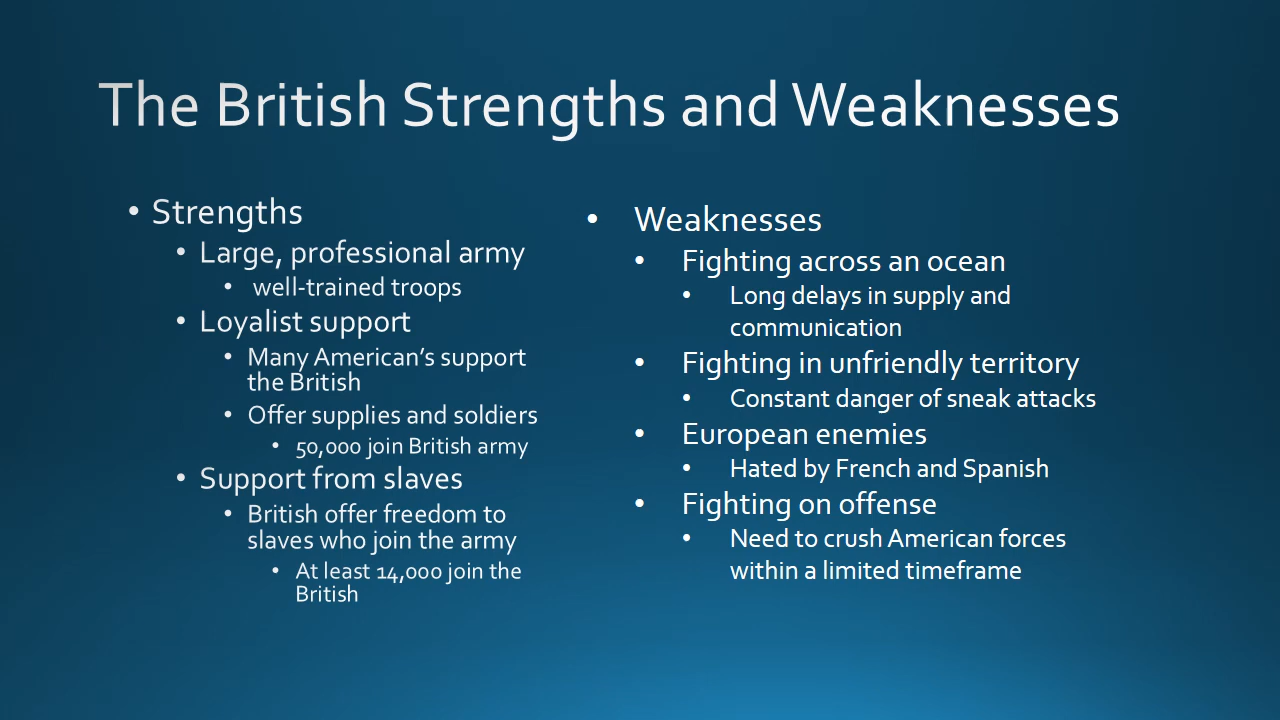 The British Strengths and Weaknesses
• Strengths
• Large, professional army
• well-trained troops
• Loyalist support
• Many American’s support
the British
• Offer supplies and soldiers
• 50,000 join British army
• Support from slaves
• British offer freedom to
slaves who join the army
• At least 14,000 join the
British
• Weaknesses
• Fighting across an ocean
• Long delays in supply and
communication
• Fighting in unfriendly territory
• Constant danger of sneak attacks
• European enemies
• Hated by French and Spanish
• Fighting on offense
• Need to crush American forces
within a limited timeframe